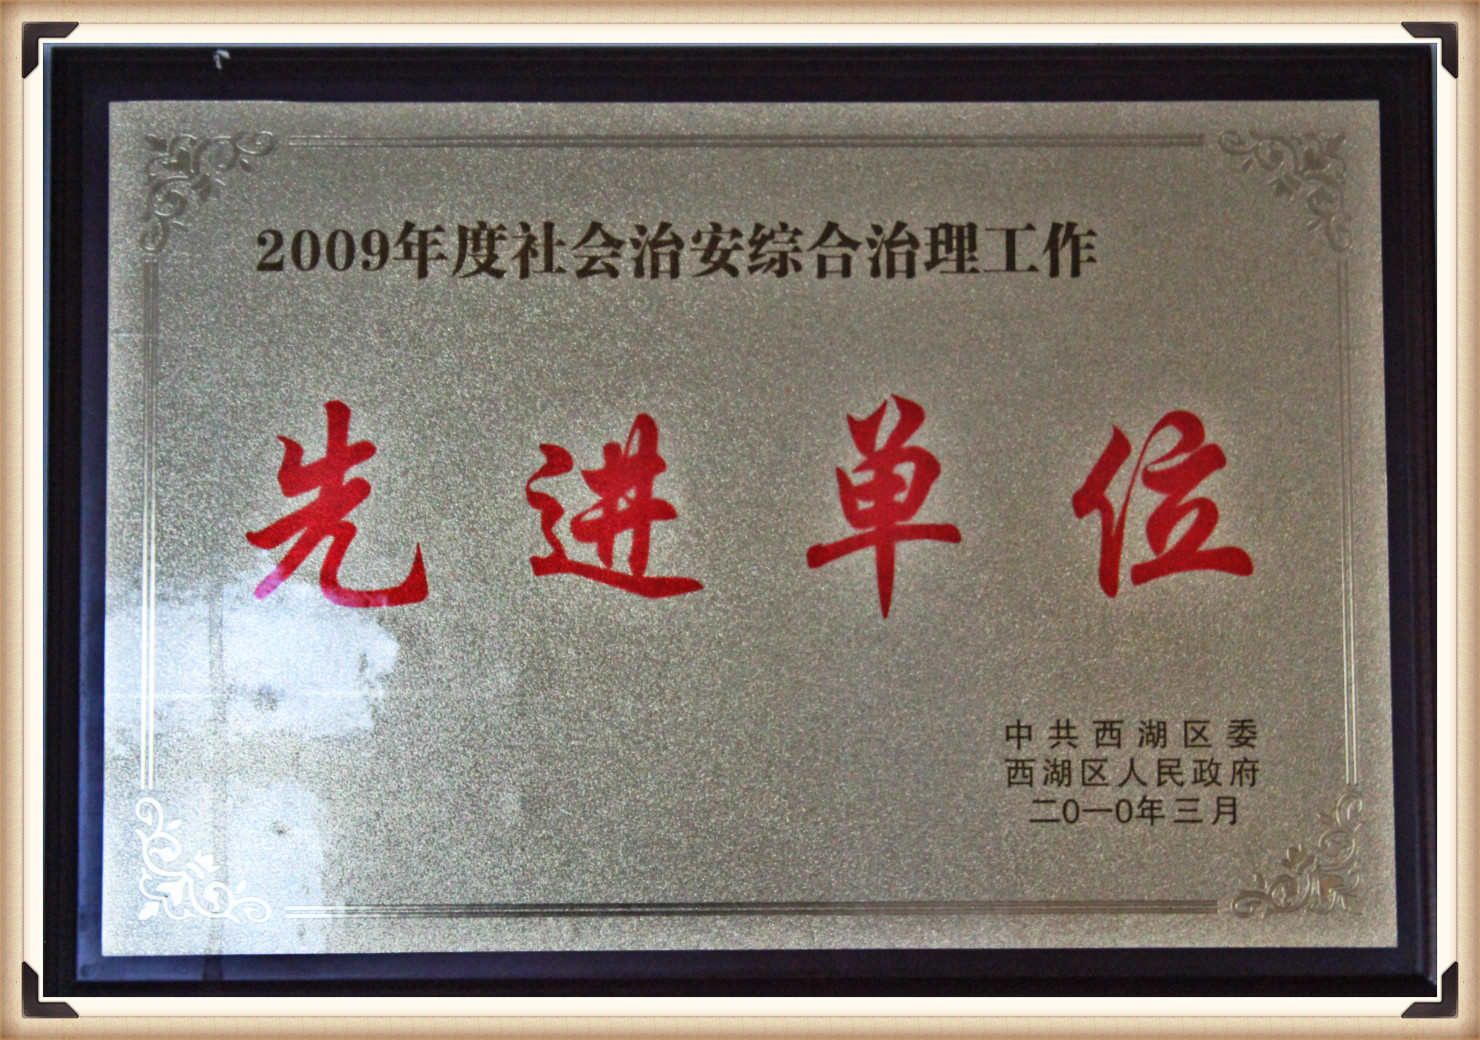 2009年度社会治安综合治理工作
先进单位
中共西湖区委
西湖区人民政府
二0一0年三月